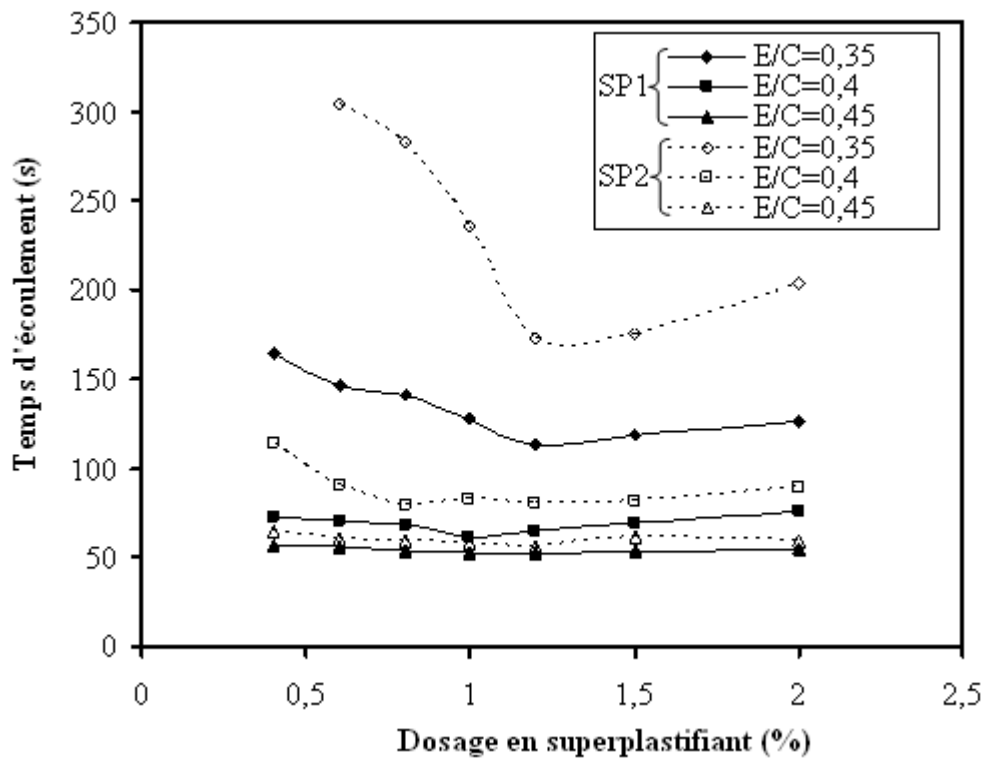 350
300
250
200
150
100
50
0
0
0,5
1
1,5
2
2,5
Temps d'écoulement (s)
Dosage en superplastifiant (%)
SP1
E/C=0,35
E/C=0,4
E/C=0,45
SP2
E/C=0,35
E/C=0,4
E/C=0,45